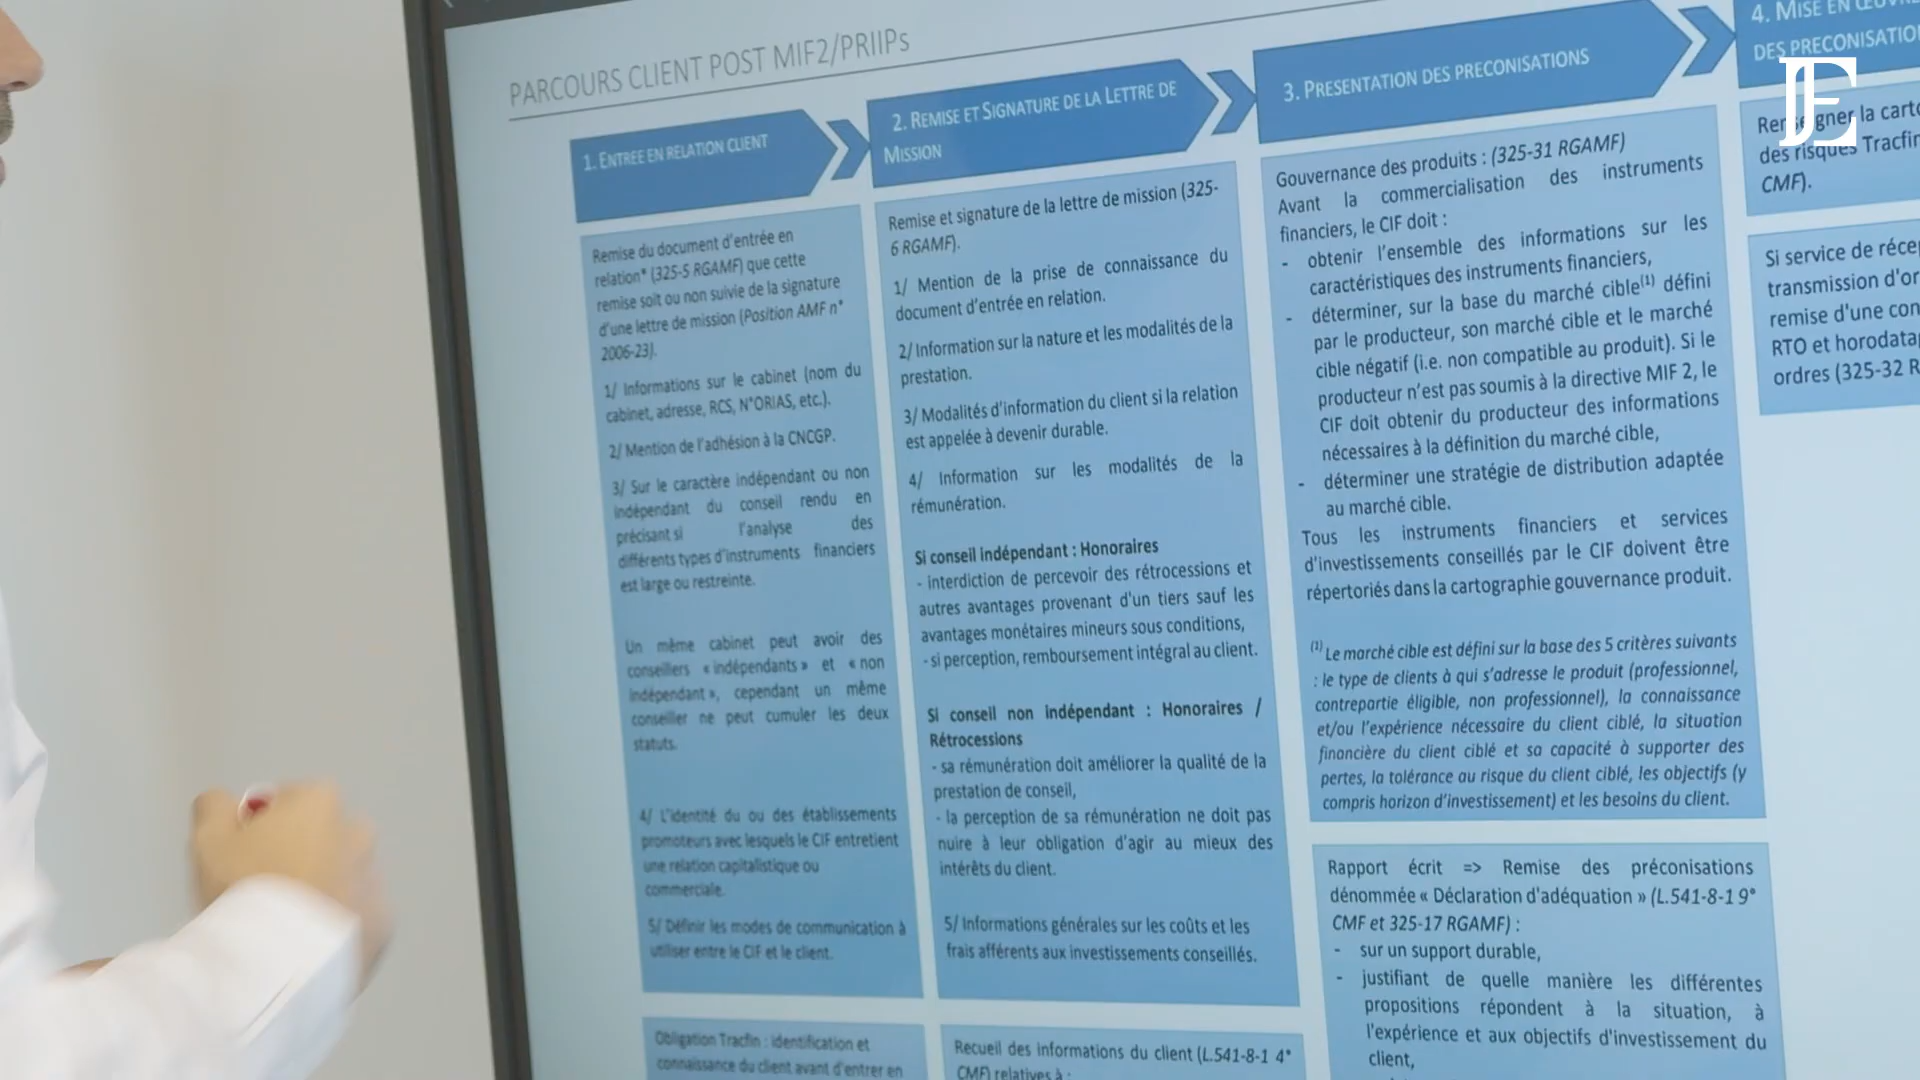 PARCOURS CLIENT POST MIF2/PRIIPs
1. ENTREE EN RELATION CLIENT
Remise du document d'entrée en
relation* (325-5 RGAMF) que cette
remise soit ou non suivie de la signature
d'une lettre de mission (Position AMF n°
2006-23).
1/ Informations sur le cabinet (nom du
cabinet, adresse, RCS, N°ORIAS, etc.).
2/ Mention de l'adhésion à la CNCGP.
3/ Sur le caractère indépendant ou non
indépendant du conseil rendu en
précisant si l'analyse des
différents types d'instruments financiers
est large ou restreinte.
Un même cabinet peut avoir des
conseillers « indépendants » et « non
indépendant », cependant un même
conseiller ne peut cumuler les deux
statuts.
4/ L'identité du ou des établissements
promoteurs avec lesquels le CIF entretient
une relation capitalistique ou
commerciale.
5/ Définir les modes de communication à
utiliser entre le CIF et le client.
Obligation Tracfin : identification et
connaissance du client avant d'entrer en
2. REMISE ET SIGNATURE DE LA LETTRE DE
MISSION
Remise et signature de la lettre de mission (325-
6 RGAMF).
1/ Mention de la prise de connaissance du
document d'entrée en relation.
2/ Information sur la nature et les modalités de la
prestation.
3/ Modalités d'information du client si la relation
est appelée à devenir durable.
4/ Information sur les modalités de la
rémunération.
Si conseil indépendant : Honoraires
- interdiction de percevoir des rétrocessions et
autres avantages provenant d'un tiers sauf les
avantages monétaires mineurs sous conditions,
- si perception, remboursement intégral au client.
Si conseil non indépendant : Honoraires /
Rétrocessions
- sa rémunération doit améliorer la qualité de la
prestation de conseil,
- la perception de sa rémunération ne doit pas
nuire à leur obligation d'agir au mieux des
intérêts du client.
5/ Informations générales sur les coûts et les
frais afférents aux investissements conseillés.
Recueil des informations du client (L.541-8-1 4°
CMF) relatives à :
3. PRESENTATION DES PRECONISATIONS
Gouvernance des produits : (325-31 RGAMF)
Avant la commercialisation des instruments
financiers, le CIF doit :
- obtenir l'ensemble des informations sur les
caractéristiques des instruments financiers,
- déterminer, sur la base du marché cible(1) défini
par le producteur, son marché cible et le marché
cible négatif (i.e. non compatible au produit). Si le
producteur n'est pas soumis à la directive MIF 2, le
CIF doit obtenir du producteur des informations
nécessaires à la définition du marché cible,
- déterminer une stratégie de distribution adaptée
au marché cible.
Tous les instruments financiers et services
d'investissements conseillés par le CIF doivent être
répertoriés dans la cartographie gouvernance produit.
(1) Le marché cible est défini sur la base des 5 critères suivants
: le type de clients à qui s'adresse le produit (professionnel,
contrepartie éligible, non professionnel), la connaissance
et/ou l'expérience nécessaire du client ciblé, la situation
financière du client ciblé et sa capacité à supporter des
pertes, la tolérance au risque du client ciblé, les objectifs (y
compris horizon d'investissement) et les besoins du client.
Rapport écrit => Remise des préconisations
dénommée « Déclaration d'adéquation » (L.541-8-1 9°
CMF et 325-17 RGAMF) :
- sur un support durable,
- justifiant de quelle manière les différentes
propositions répondent à la situation, à
l'expérience et aux objectifs d'investissement du
client,
4. MISE EN ŒUVRE
DES PRECONISATIO
JE
Renseigner la carto
des risques Tracfin
CMF).
Si service de récep
transmission d'or
remise d'une con
RTO et horodata
ordres (325-32 R